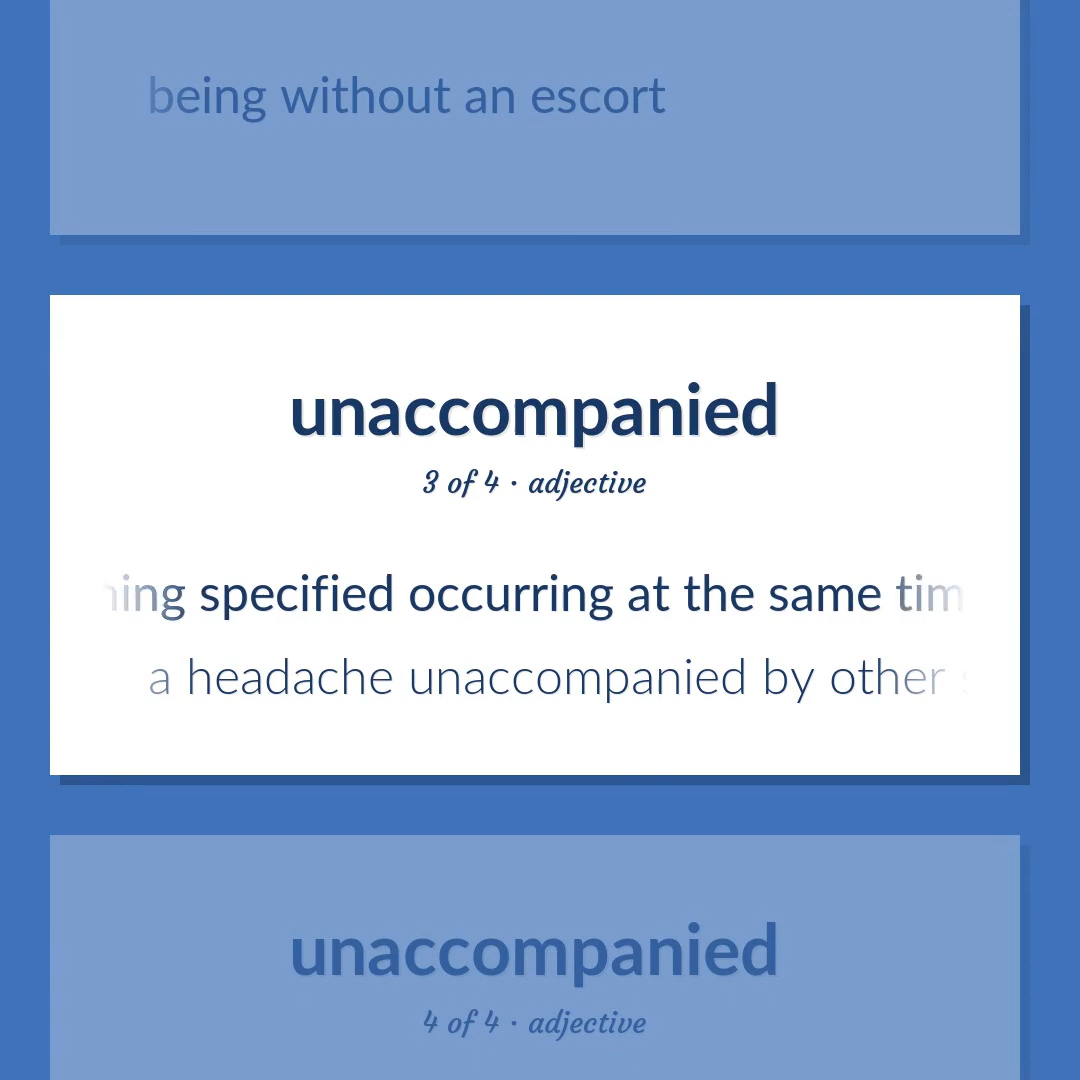 being without an escort
unaccompanied
3 of 4 · adjective
specified occurring at the same
a headache unaccompanied by other
unaccompanied
4 of 4 · adjective